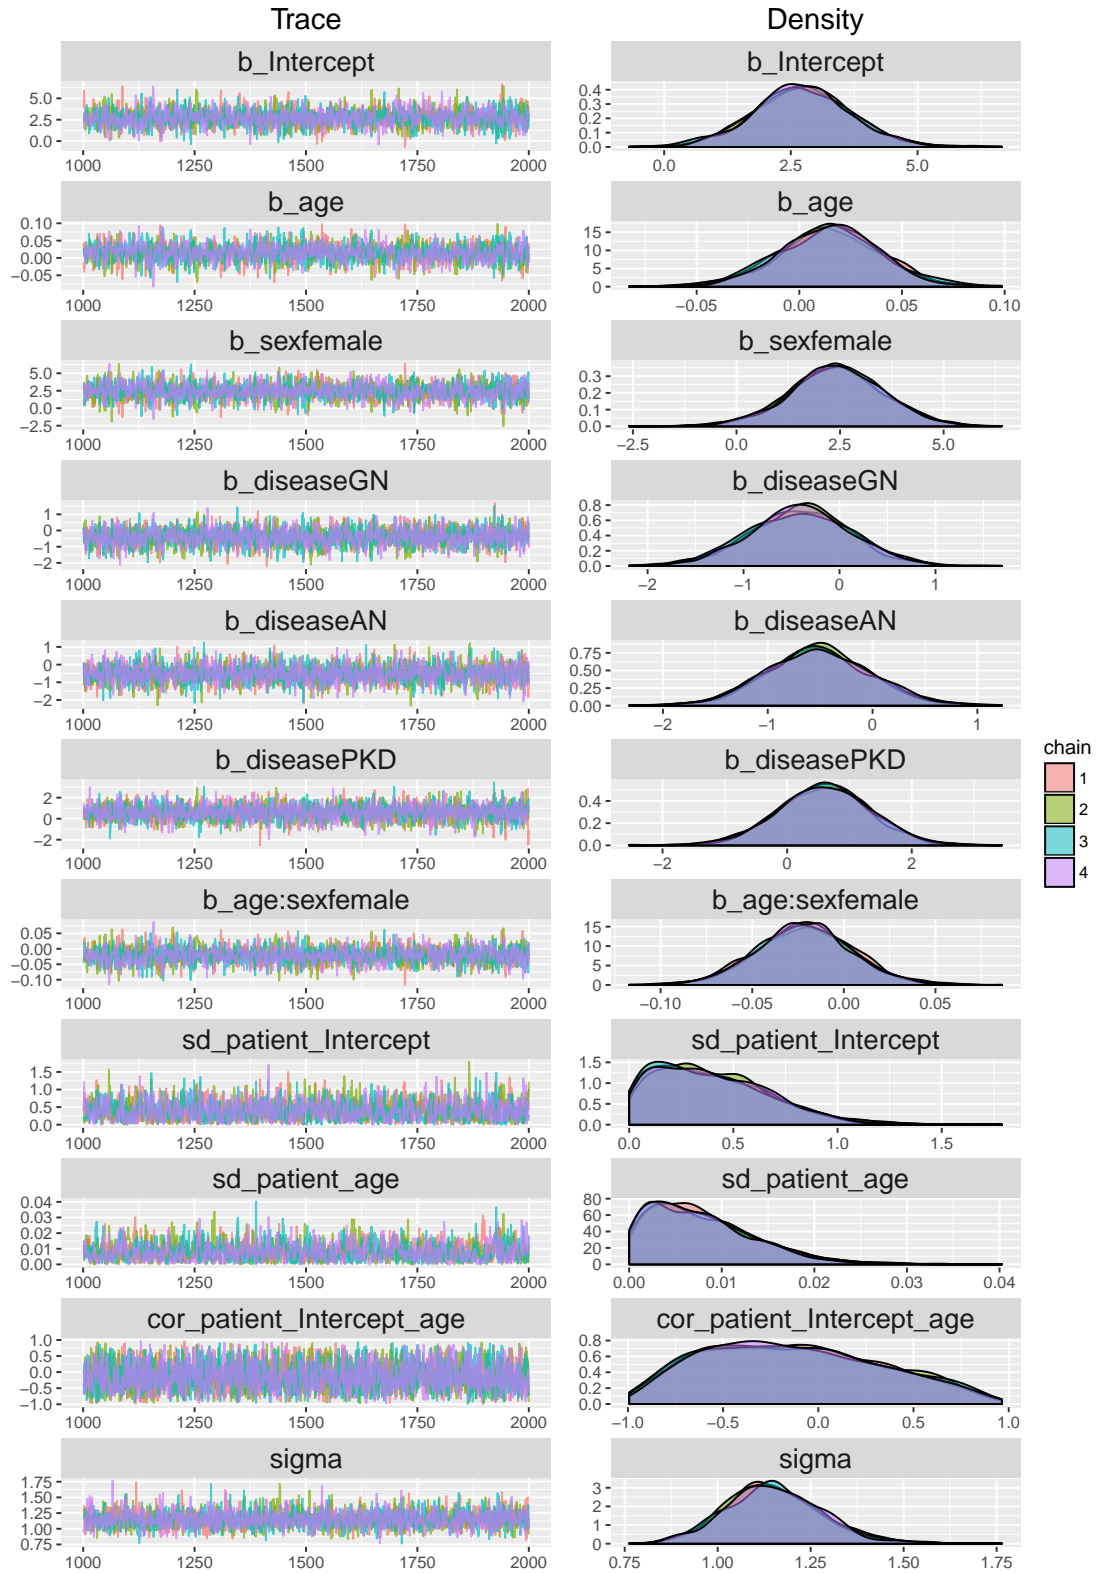 Trace Density
b_Intercept b_Intercept
5.0 2.5 0.0 0.4 0.3 0.2 0.1 0.0
1000 1250 1500 1750 2000 0.0 2.5 5.0
b_age b_age
0.10 0.05 0.00 −0.05 15 10 5 0
1000 1250 1500 1750 2000 −0.05 0.00 0.05 0.10
b_sexfemale b_sexfemale
5.0 2.5 0.0 −2.5 0.3 0.2 0.1 0.0
1000 1250 1500 1750 2000 −2.5 0.0 2.5 5.0
b_diseaseGN b_diseaseGN
1 0 −1 −2 0.8 0.6 0.4 0.2 0.0
1000 1250 1500 1750 2000 −2 −1 0 1
b_diseaseAN b_diseaseAN
1 0 −1 −2 0.75 0.50 0.25 0.00
1000 1250 1500 1750 2000 −2 −1 0 1
b_diseasePKD b_diseasePKD
2 0 −2 0.4 0.2 0.0
1000 1250 1500 1750 2000 −2 0 2
chain
1
2
3
4
b_age:sexfemale b_age:sexfemale
0.05 0.00 −0.05 −0.10 15 10 5 0
1000 1250 1500 1750 2000 −0.10 −0.05 0.00 0.05
sd_patient_Intercept sd_patient_Intercept
1.5 1.0 0.5 0.0 1.5 1.0 0.5 0.0
1000 1250 1500 1750 2000 0.0 0.5 1.0 1.5
sd_patient_age sd_patient_age
0.04 0.03 0.02 0.01 0.00 80 60 40 20 0
1000 1250 1500 1750 2000 0.00 0.01 0.02 0.03 0.04
cor_patient_Intercept_age cor_patient_Intercept_age
1.0 0.5 0.0 −0.5 −1.0 0.8 0.6 0.4 0.2 0.0
1000 1250 1500 1750 2000 −1.0 −0.5 0.0 0.5 1.0
sigma sigma
1.75 1.50 1.25 1.00 0.75 3 2 1 0
1000 1250 1500 1750 2000 0.75 1.00 1.25 1.50 1.75